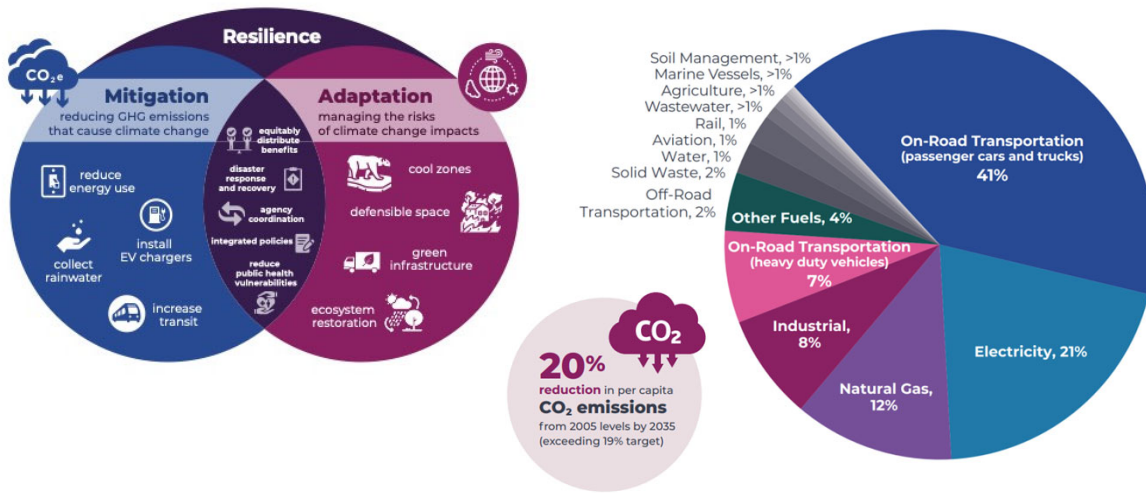 Resilience
CO₂e
Mitigation
reducing GHG emissions
that cause climate change
Adaptation
managing the risks
of climate change impacts
reduce
energy use
install
EV chargers
collect
rainwater
increase
transit
equitably
distribute
benefits
disaster
response
and recovery
agency
coordination
integrated policies
reduce
public health
vulnerabilities
cool zones
defensible space
green
infrastructure
ecosystem
restoration
CO₂
20%
reduction in per capita
CO₂ emissions
from 2005 levels by 2035
(exceeding 19% target)
Soil Management, >1%
Marine Vessels, >1%
Agriculture, >1%
Wastewater, >1%
Rail, 1%
Aviation, 1%
Water, 1%
Solid Waste, 2%
Off-Road
Transportation, 2%
Other Fuels, 4%
On-Road Transportation
(heavy duty vehicles)
7%
Industrial,
8%
Natural Gas,
12%
Electricity, 21%
On-Road Transportation
(passenger cars and trucks)
41%